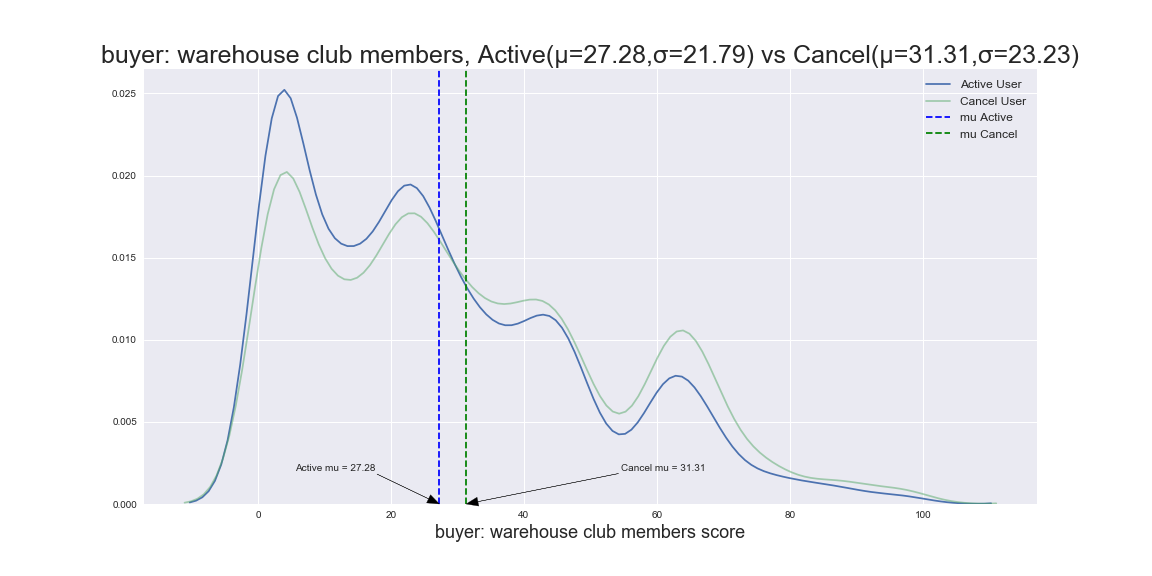 buyer: warehouse club members, Active(μ=27.28,σ=21.79) vs Cancel(μ=31.31,σ=23.23)
Active User
Cancel User
mu Active
mu Cancel
0.025
0.020
0.015
0.010
0.005
0.000
Active mu = 27.28
Cancel mu = 31.31
0 20 40 60 80 100
buyer: warehouse club members score